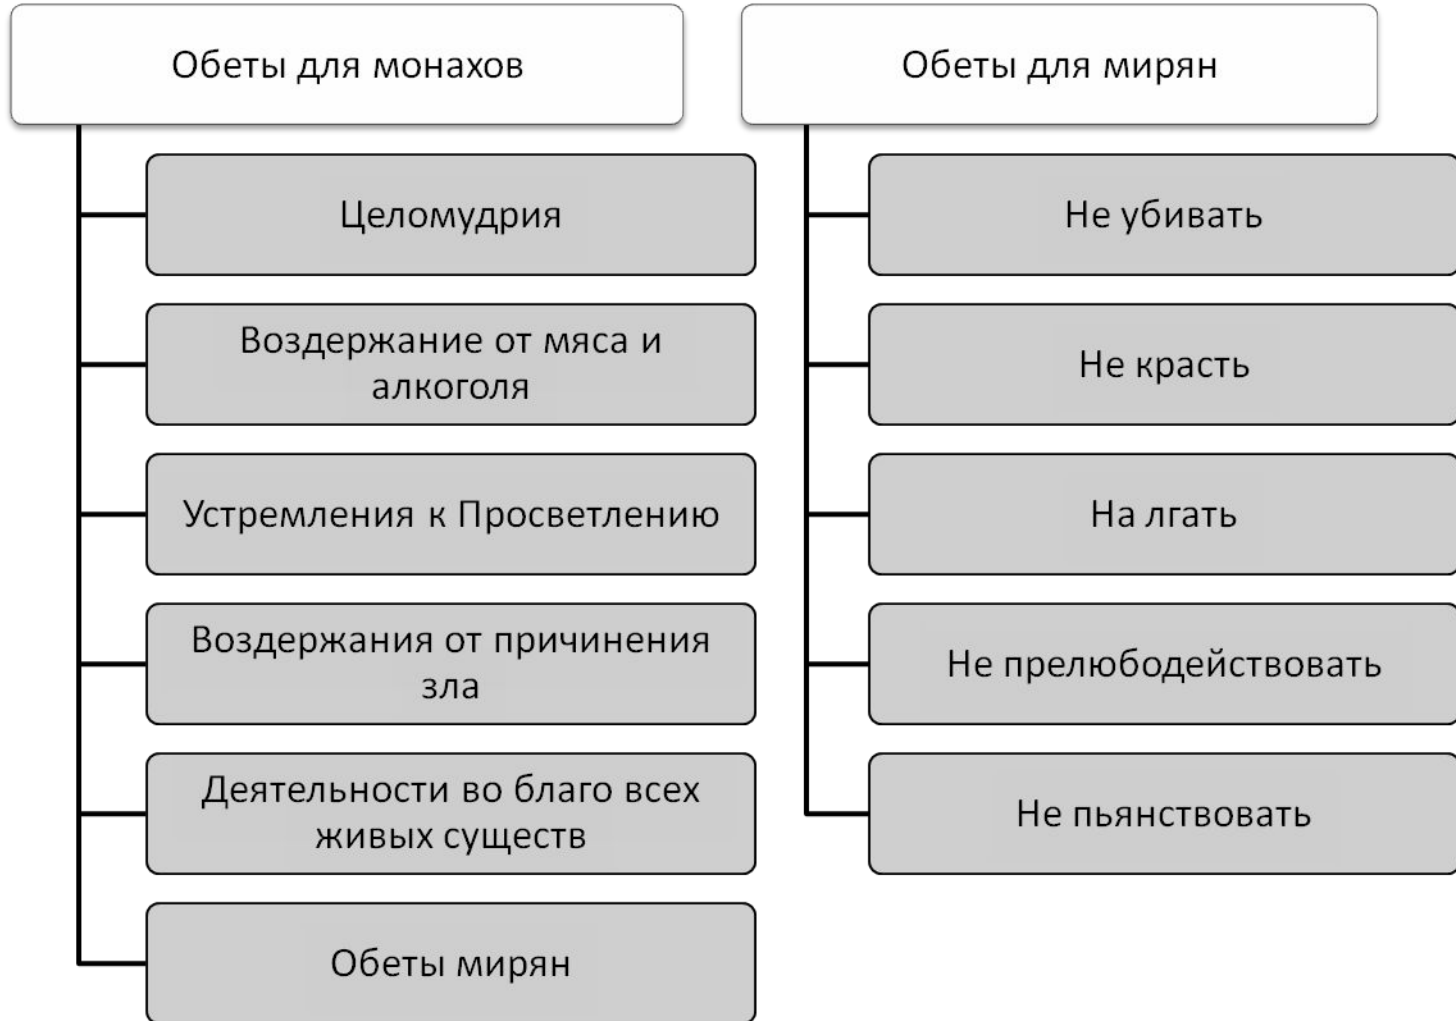 Обеты для монахов
Целомудрия
Воздержание от мяса и
алкоголя
Устремления к Просветлению
Воздержания от причинения
зла
Деятельности во благо всех
живых существ
Обеты мирян
Обеты для мирян
Не убивать
Не красть
На лгать
Не прелюбодействовать
Не пьянствовать